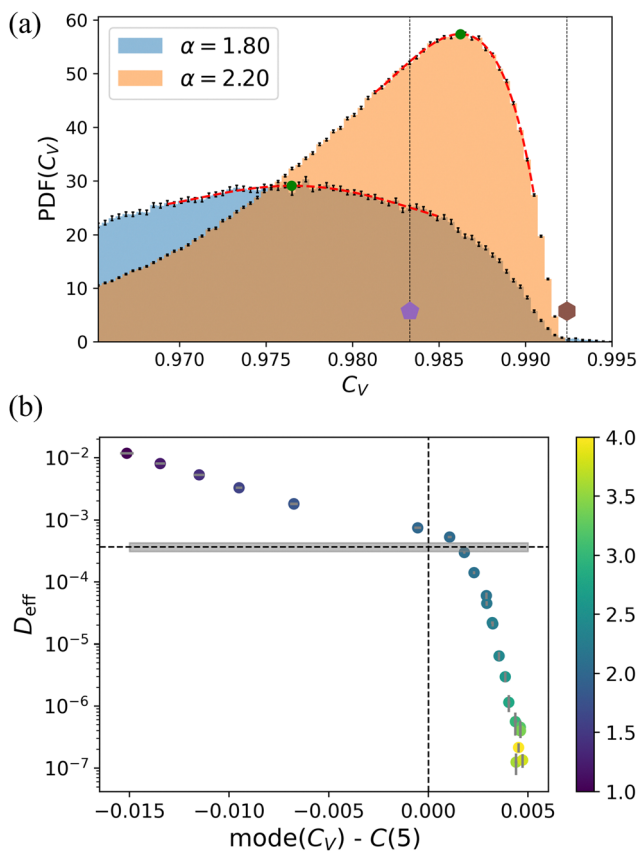 (a)
60
50
40
30
20
10
0
PDF(C_V)
α = 1.80
α = 2.20
0.970 0.975 0.980 0.985 0.990 0.995
C_V
(b)
10⁻²
10⁻³
10⁻⁴
10⁻⁵
10⁻⁶
10⁻⁷
D_eff
−0.015 −0.010 −0.005 0.000 0.005
mode(C_V) - C(5)
4.0
3.5
3.0
2.5
2.0
1.5
1.0